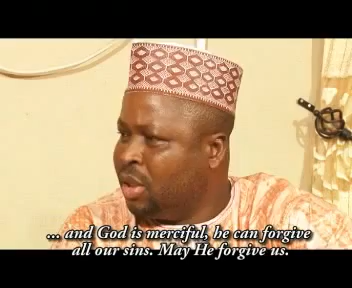 ... and God is merciful, he can forgive
all our sins. May He forgive us.